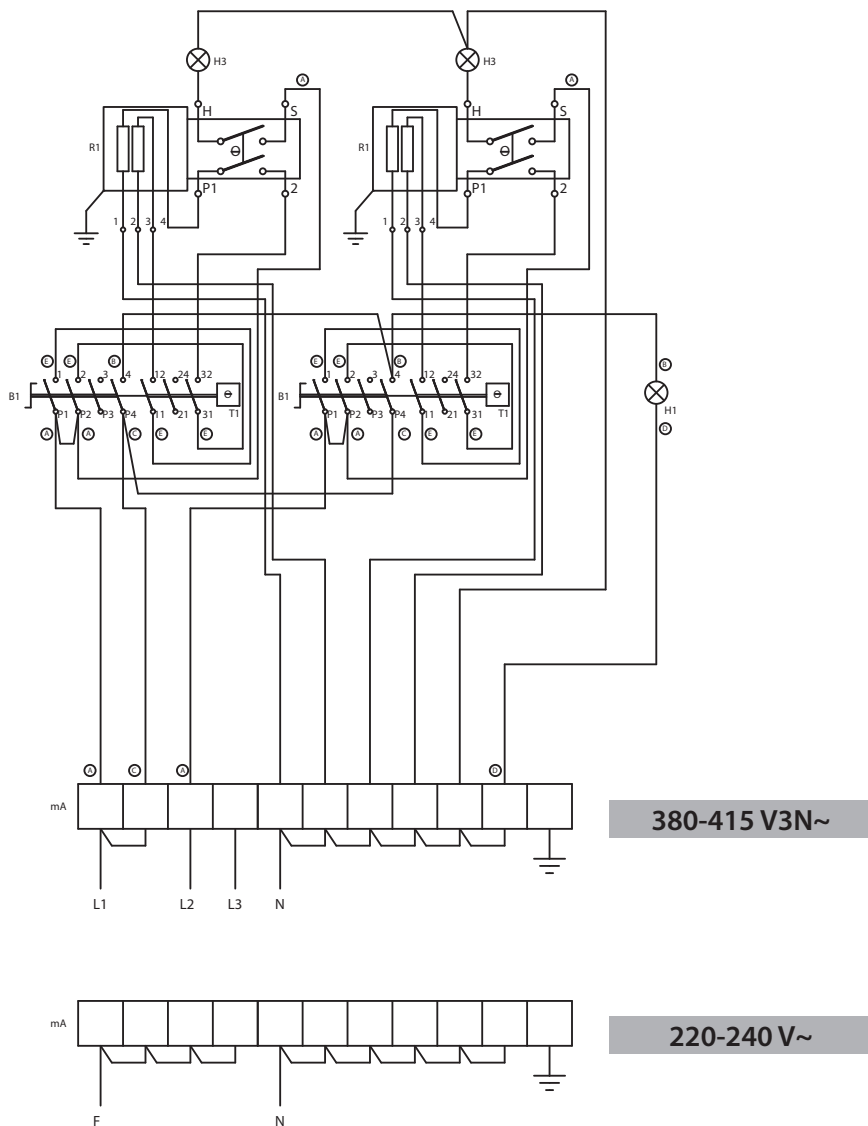 H3 H3
A A
H S H S
R1 R1
P1 2 P1 2
1 2 3 4 1 2 3 4
E E B E E B B
1 2 3 4 12 24 32 1 2 3 4 12 24 32
B1 T1 B1 T1 H1
P1 P2 P3 P4 11 21 31 P1 P2 P3 P4 11 21 31
A A C E E A A C E E D
A C A D
mA
380-415 V3N~
L1 L2 L3 N
mA
220-240 V~
F N